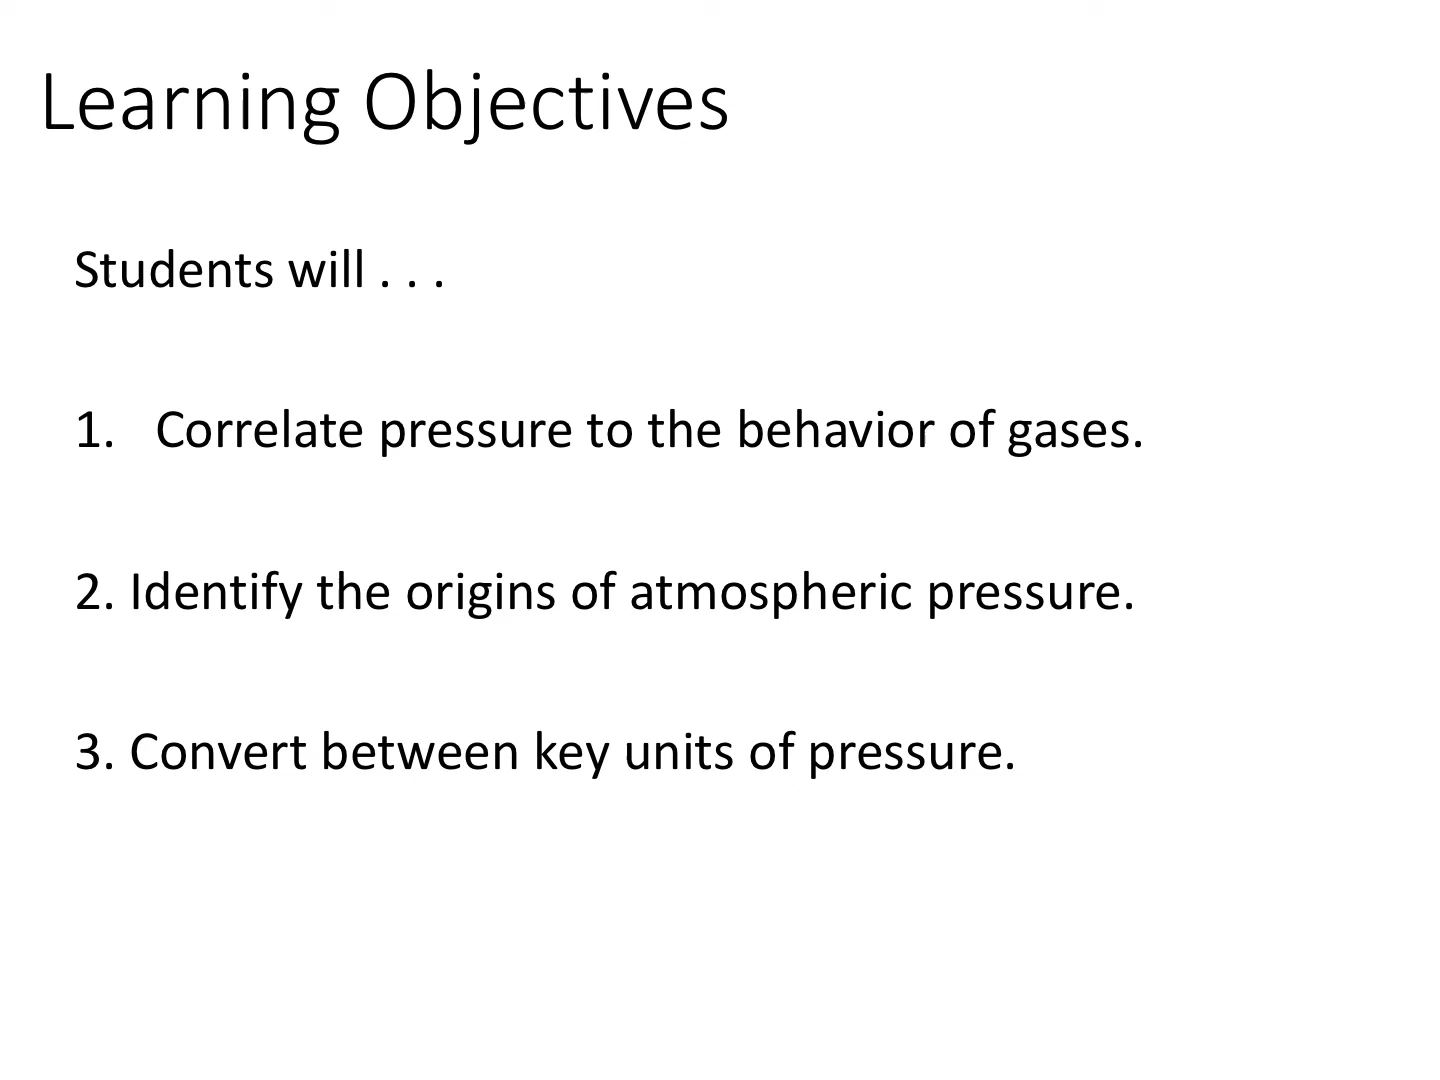 Learning Objectives
Students will . . .
1. Correlate pressure to the behavior of gases.
2. Identify the origins of atmospheric pressure.
3. Convert between key units of pressure.